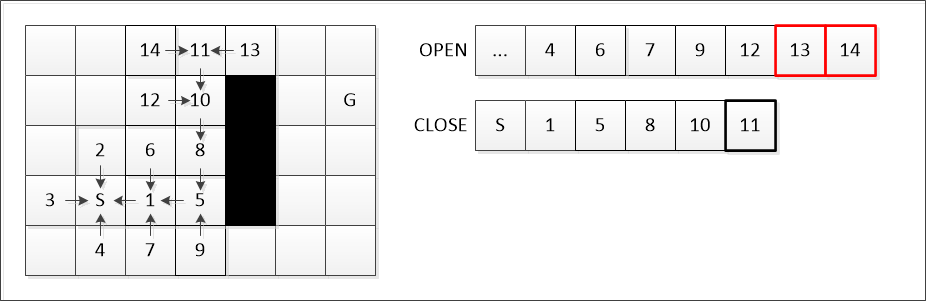 14 11 13
12 10 G
2 6 8
3 S 1 5
4 7 9
OPEN ... 4 6 7 9 12 13 14
CLOSE S 1 5 8 10 11